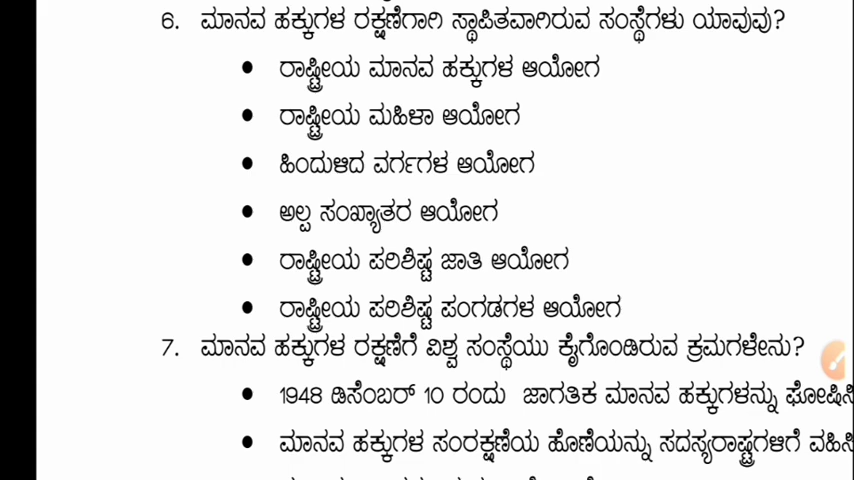 6. ಮಾನವ ಹಕ್ಕುಗಳ ರಕ್ಷಣೆಗಾಗಿ ಸ್ಥಾಪಿತವಾಗಿರುವ ಸಂಸ್ಥೆಗಳು ಯಾವುವು?
• ರಾಷ್ಟ್ರೀಯ ಮಾನವ ಹಕ್ಕುಗಳ ಆಯೋಗ
• ರಾಷ್ಟ್ರೀಯ ಮಹಿಳಾ ಆಯೋಗ
• ಹಿಂದುಳಿದ ವರ್ಗಗಳ ಆಯೋಗ
• ಅಲ್ಪ ಸಂಖ್ಯಾತರ ಆಯೋಗ
• ರಾಷ್ಟ್ರೀಯ ಪರಿಶಿಷ್ಟ ಜಾತಿ ಆಯೋಗ
• ರಾಷ್ಟ್ರೀಯ ಪರಿಶಿಷ್ಟ ಪಂಗಡಗಳ ಆಯೋಗ
7. ಮಾನವ ಹಕ್ಕುಗಳ ರಕ್ಷಣೆಗೆ ವಿಶ್ವ ಸಂಸ್ಥೆಯು ಕೈಗೊಂಡಿರುವ ಕ್ರಮಗಳೇನು?
• 1948 ಡಿಸೆಂಬರ್ 10 ರಂದು ಜಾಗತಿಕ ಮಾನವ ಹಕ್ಕುಗಳನ್ನು
• ಮಾನವ ಹಕ್ಕುಗಳ ಸಂರಕ್ಷಣೆಯ ಹೊಣೆಯನ್ನು ಸದಸ್ಯರಾಷ್ಟ್ರಗಳಿಗೆ